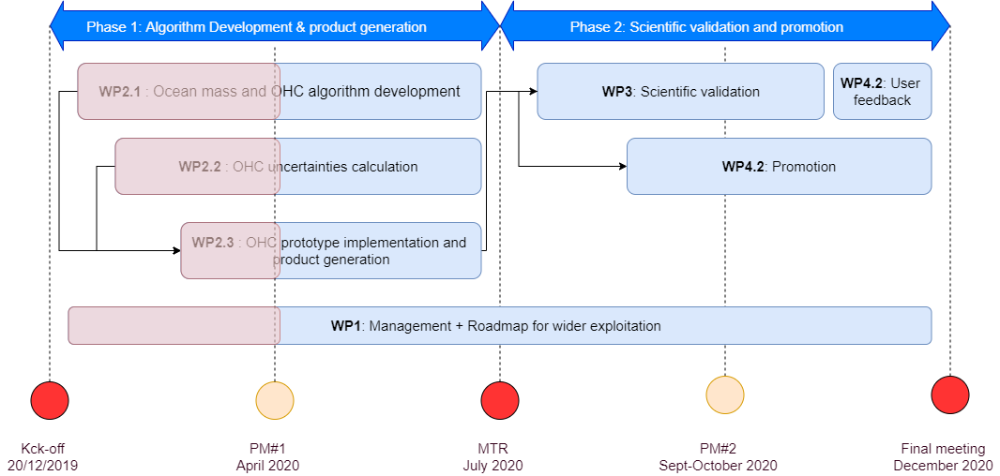 Phase 1: Algorithm Development & product generation
Phase 2: Scientific validation and promotion
WP2.1 : Ocean mass and OHC algorithm development
WP3: Scientific validation
WP4.2: User
feedback
WP2.2 : OHC uncertainties calculation
WP4.2: Promotion
WP2.3 : OHC prototype implementation and
product generation
WP1: Management + Roadmap for wider exploitation
Kck-off
20/12/2019
PM#1
April 2020
MTR
July 2020
PM#2
Sept-October 2020
Final meeting
December 2020